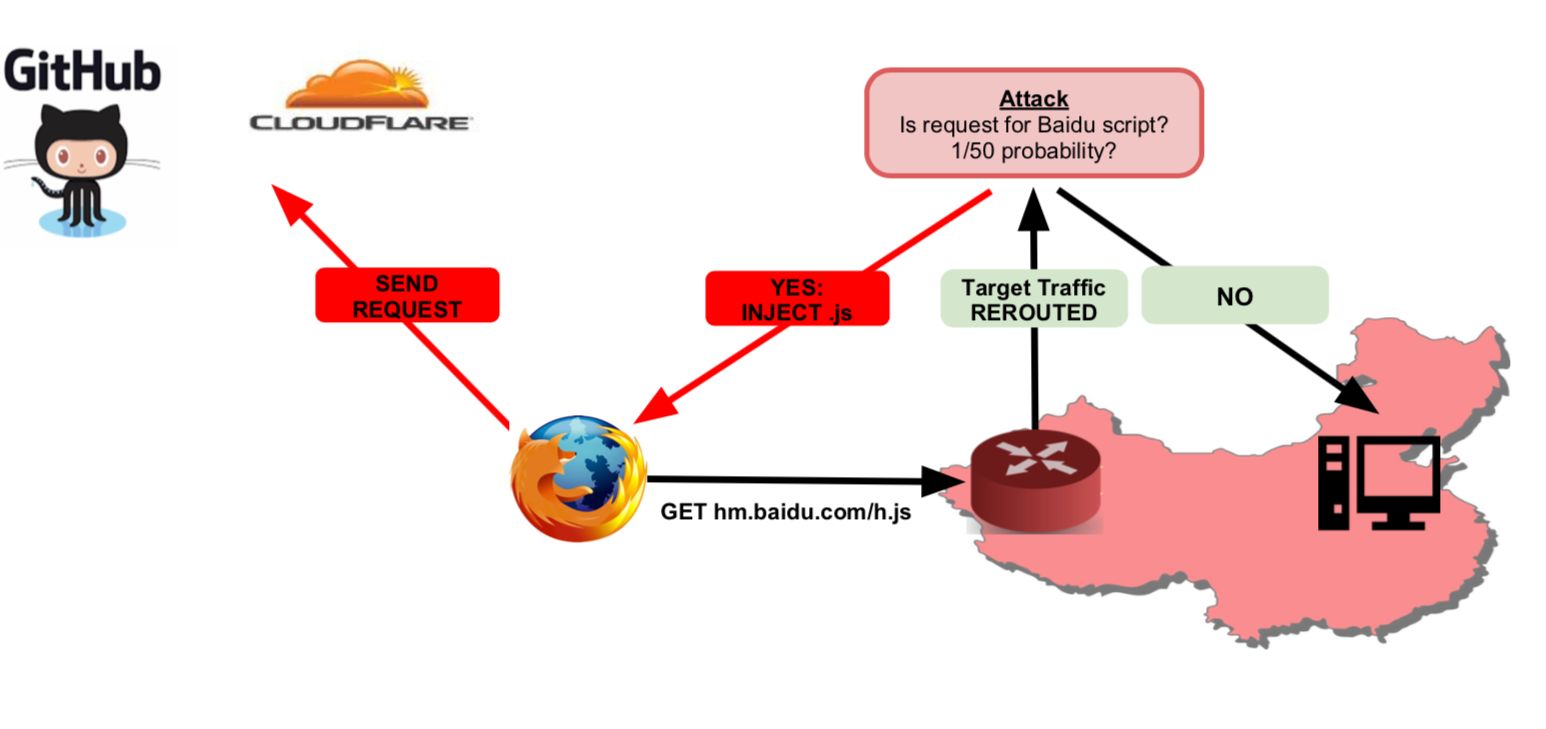 GitHub
CLOUDFLARE
Attack
Is request for Baidu script?
1/50 probability?
SEND
REQUEST
YES:
INJECT .js
Target Traffic
REROUTED
NO
GET hm.baidu.com/h.js